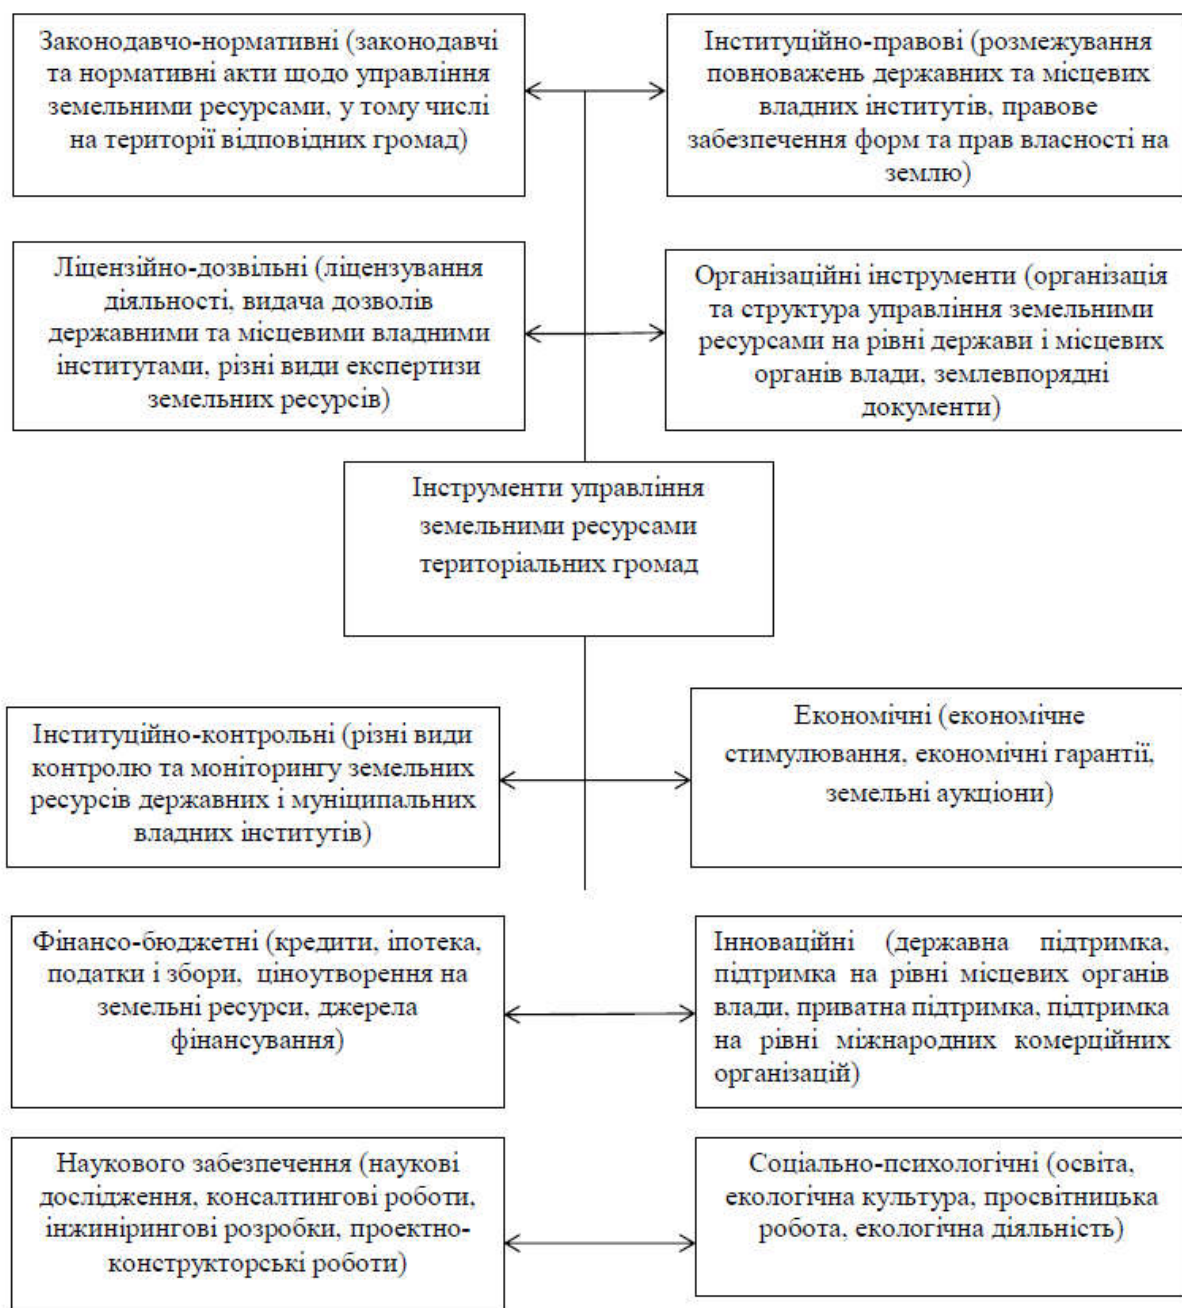 Законодавчо-нормативні (законодавчі
та нормативні акти щодо управління
земельними ресурсами, у тому числі
на території відповідних громад)
Інституційно-правові (розмежування
повноважень державних та місцевих
владних інститутів, правове
забезпечення форм та прав власності на
землю)
Ліцензійно-дозвільні (ліцензування
діяльності, видача дозволів
державними та місцевими владними
інститутами, різні види експертизи
земельних ресурсів)
Організаційні інструменти (організація
та структура управління земельними
ресурсами на рівні держави і місцевих
органів влади, землевпорядні
документи)
Інструменти управління
земельними ресурсами
територіальних громад
Інституційно-контрольні (різні види
контролю та моніторингу земельних
ресурсів державних і муніципальних
владних інститутів)
Економічні (економічне
стимулювання, економічні гарантії,
земельні аукціони)
Фінансо-бюджетні (кредити, іпотека,
податки і збори, ціноутворення на
земельні ресурси, джерела
фінансування)
Інноваційні (державна підтримка,
підтримка на рівні місцевих органів
влади, приватна підтримка, підтримка
на рівні міжнародних комерційних
організацій)
Наукового забезпечення (наукові
дослідження, консалтингові роботи,
інжинірингові розробки, проектно-
конструкторські роботи)
Соціально-психологічні (освіта,
екологічна культура, просвітницька
робота, екологічна діяльність)